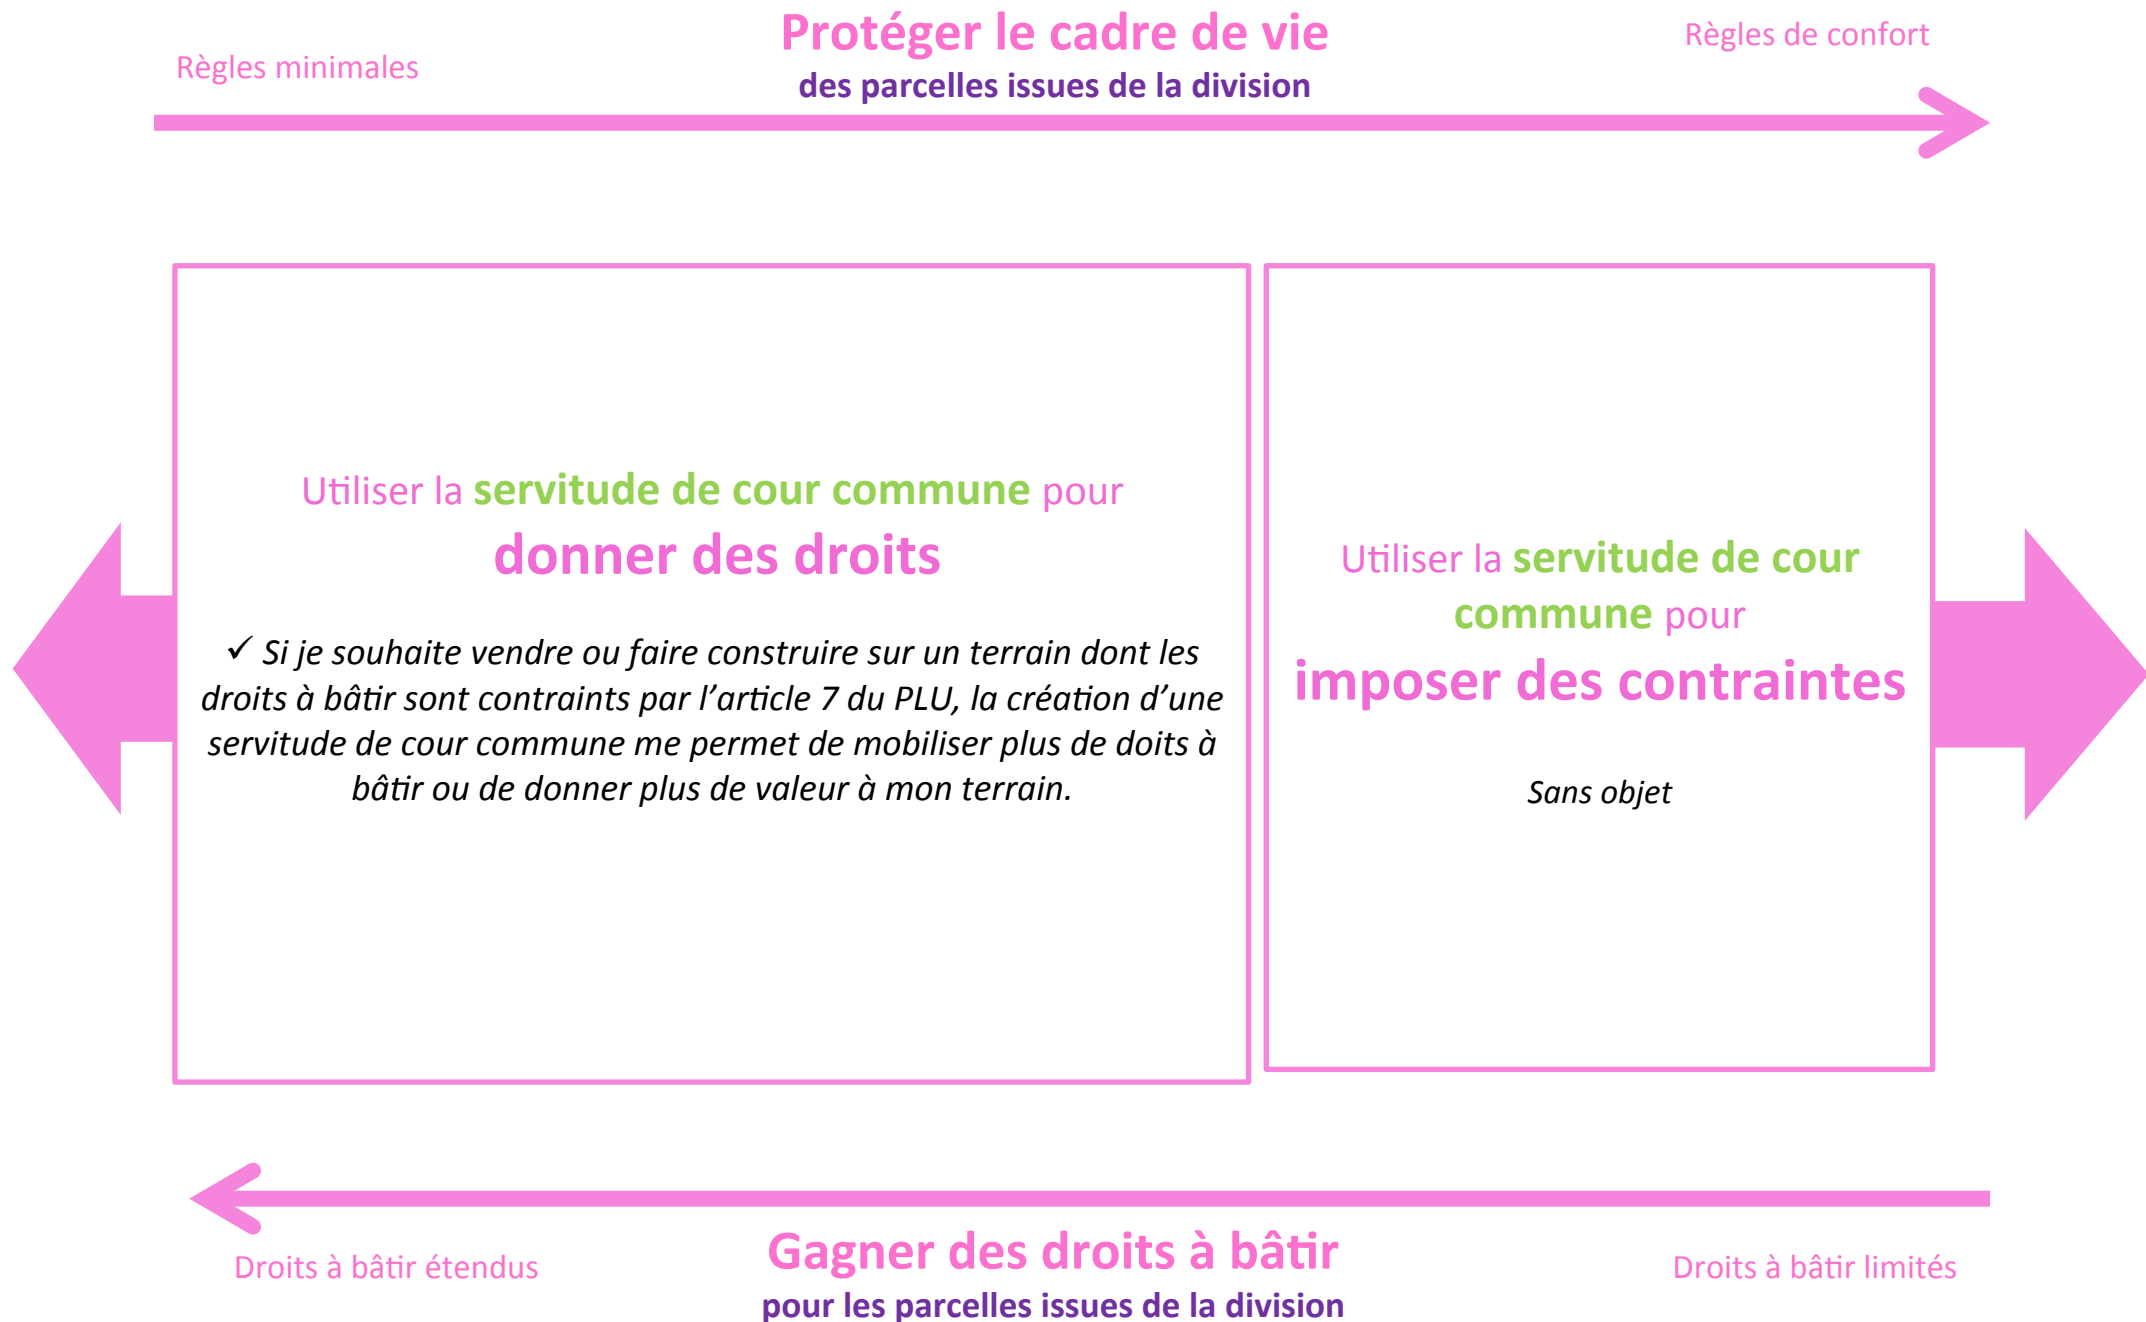 Protéger le cadre de vie
des parcelles issues de la division
Règles minimales
Règles de confort
Utiliser la servitude de cour commune pour
donner des droits
✓ Si je souhaite vendre ou faire construire sur un terrain dont les
droits à bâtir sont contraints par l’article 7 du PLU, la création d’une
servitude de cour commune me permet de mobiliser plus de doits à
bâtir ou de donner plus de valeur à mon terrain.
Utiliser la servitude de cour
commune pour
imposer des contraintes
Sans objet
Droits à bâtir étendus
Gagner des droits à bâtir
pour les parcelles issues de la division
Droits à bâtir limités